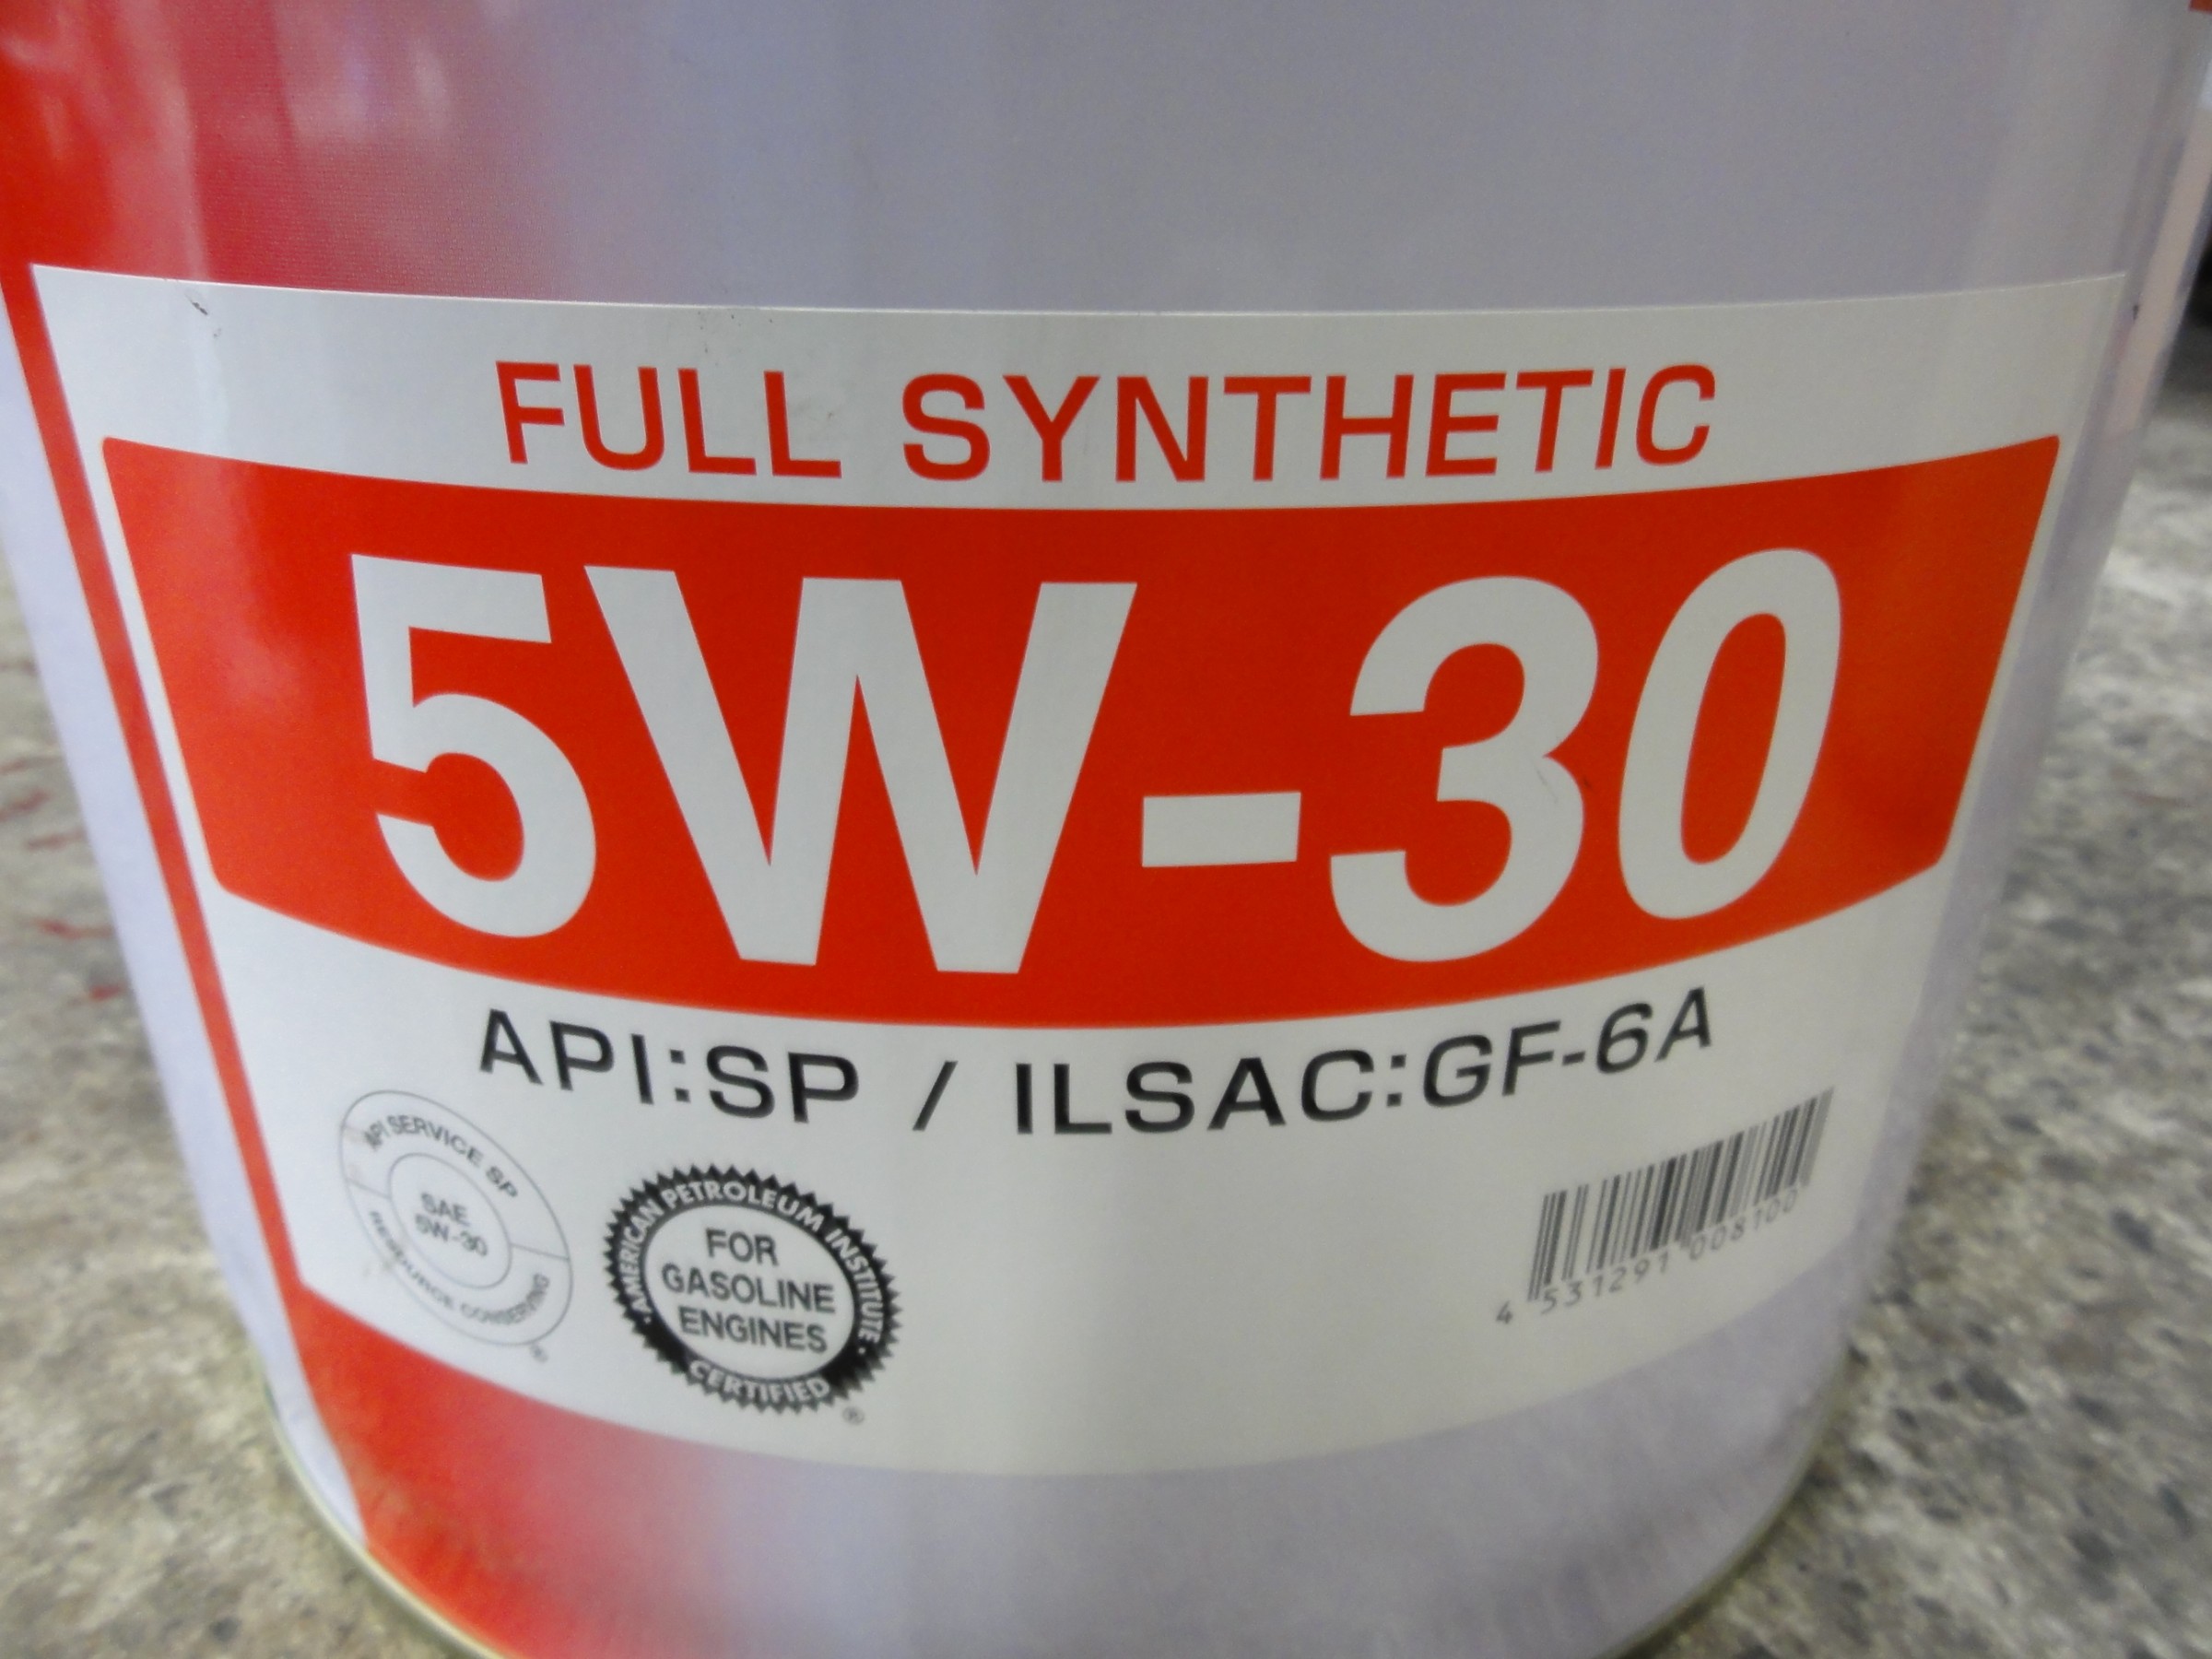 FULL SYNTHETIC
5W-30
API:SP / ILSAC:GF-6A
API SERVICE SP
SAE
5W-30
RESOURCE CONSERVING
®
AMERICAN PETROLEUM INSTITUTE
FOR
GASOLINE
ENGINES
CERTIFIED
®
4 531291 008100